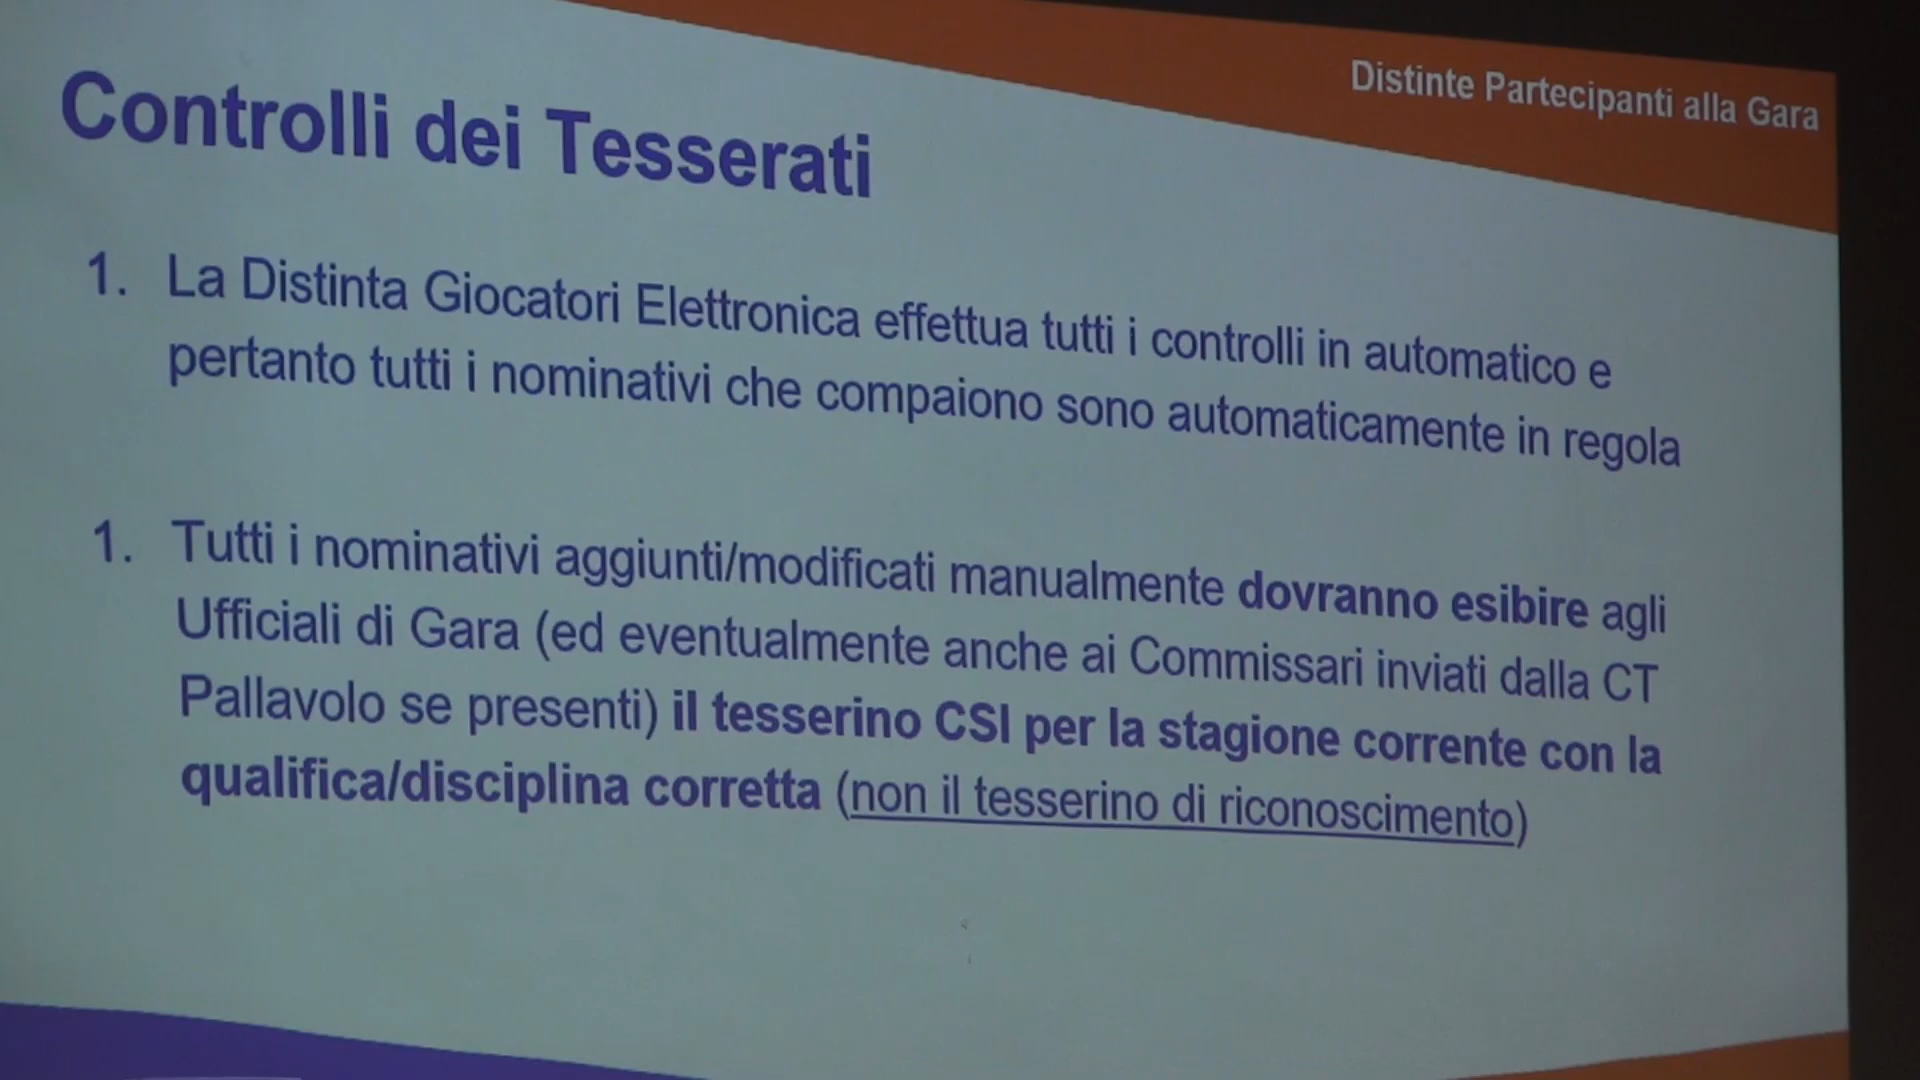 Distinte Partecipanti alla Gara
Controlli dei Tesserati
1. La Distinta Giocatori Elettronica effettua tutti i controlli in automatico e
pertanto tutti i nominativi che compaiono sono automaticamente in regola
1. Tutti i nominativi aggiunti/modificati manualmente dovranno esibire agli
Ufficiali di Gara (ed eventualmente anche ai Commissari inviati dalla CT
Pallavolo se presenti) il tesserino CSI per la stagione corrente con la
qualifica/disciplina corretta (non il tesserino di riconoscimento)